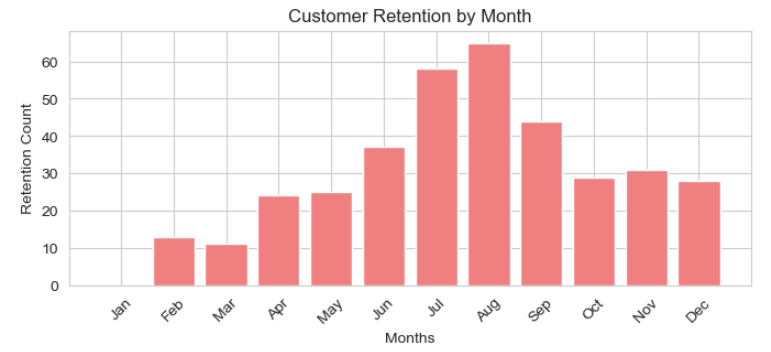 Customer Retention by Month
Retention Count
60
50
40
30
20
10
0
Jan Feb Mar Apr May Jun Jul Aug Sep Oct Nov Dec
Months